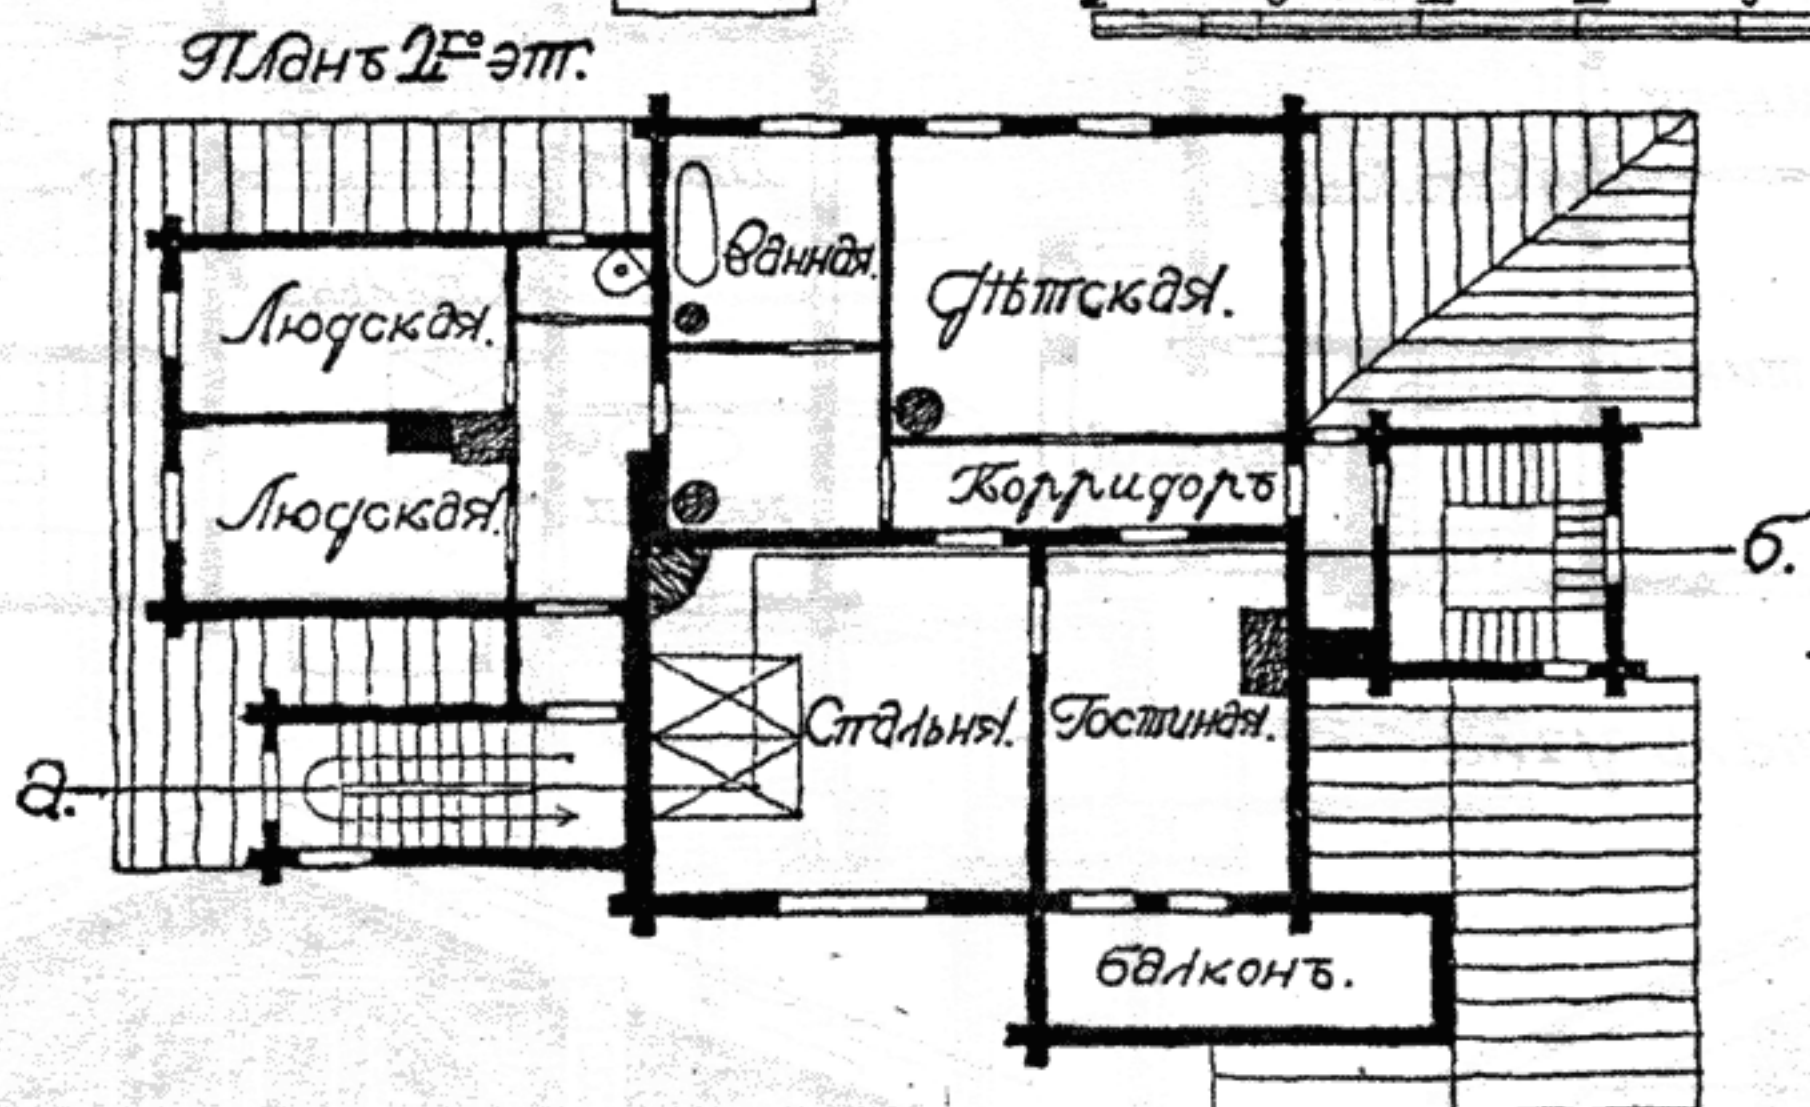 Планъ 2го эт.
Ванная.
Дѣтская.
Людская.
Людская.
Корридоръ
б.
Спальня.
Гостиная.
а.
балконъ.